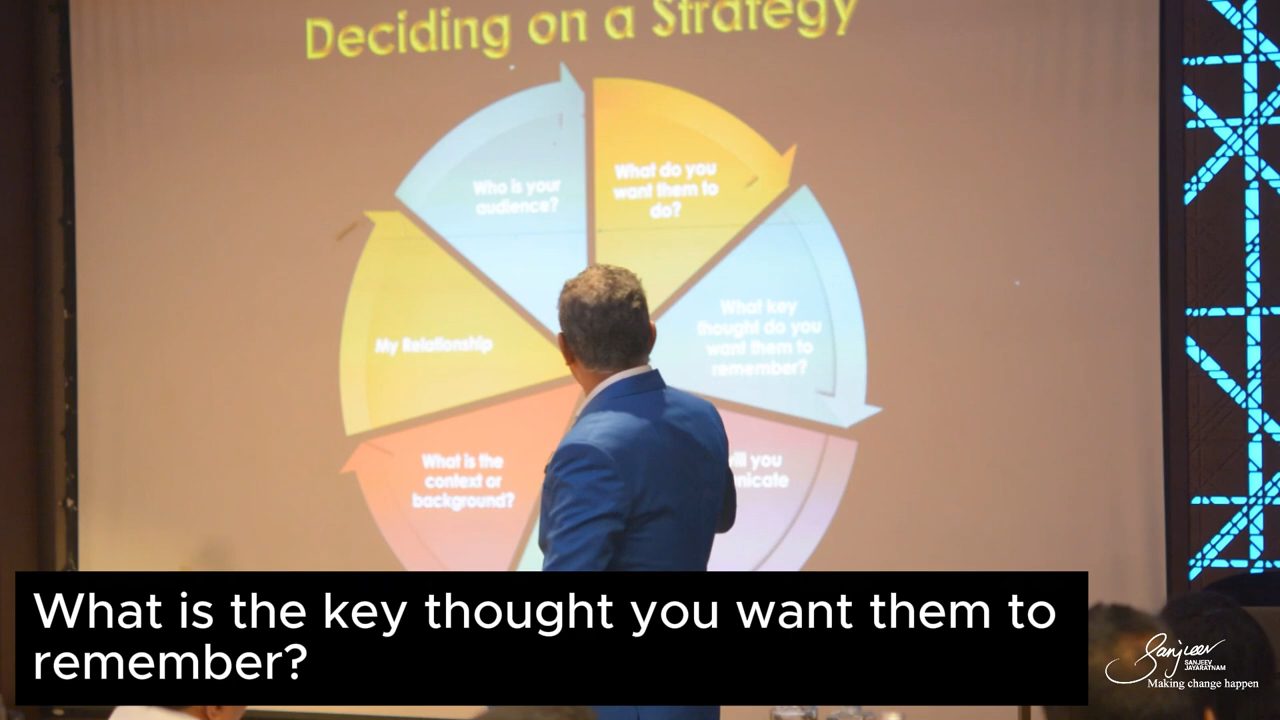 Deciding on a Strategy
Who is your
audience?
What do you
want them to
do?
What key
thought do you
want them to
remember?
My Relationship
What is the
context or
background?
you
What is the key thought you want them to
remember?
Sanjeev
SANJEEV
JAYARATNAM
Making change happen